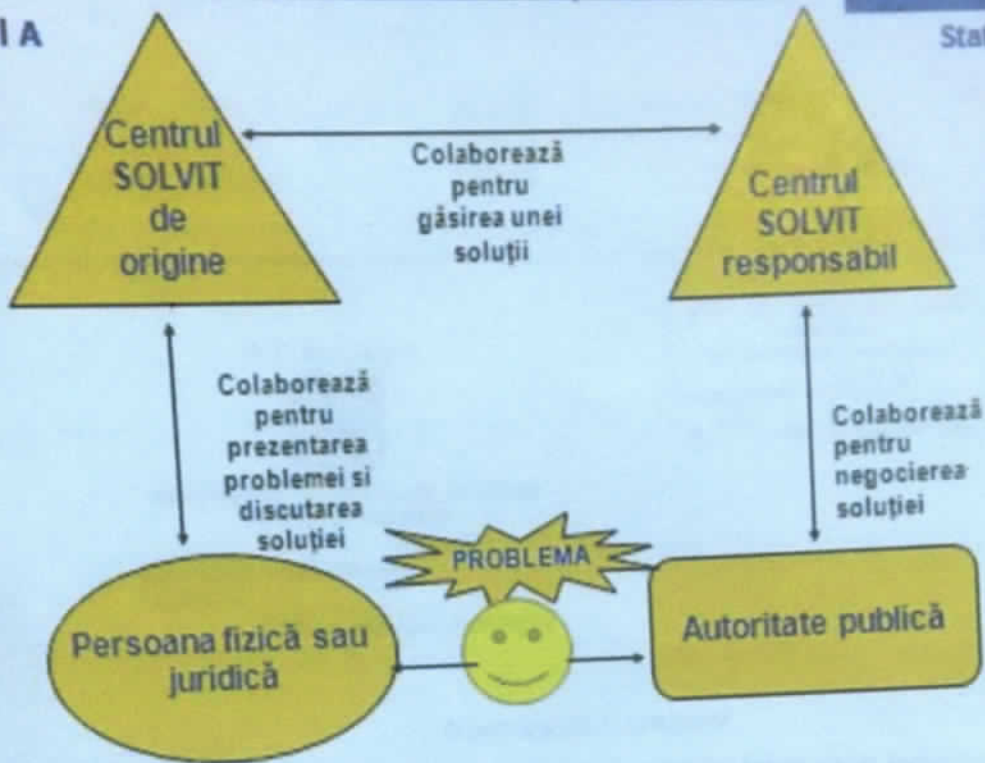 l A
Stat
Centrul
SOLVIT
de
origine
Colaborează
pentru
găsirea unei
soluții
Centrul
SOLVIT
responsabil
Colaborează
pentru
prezentarea
problemei si
discutarea
soluției
Colaborează
pentru
negocierea
soluției
PROBLEMA
Persoana fizică sau
juridică
Autoritate publică